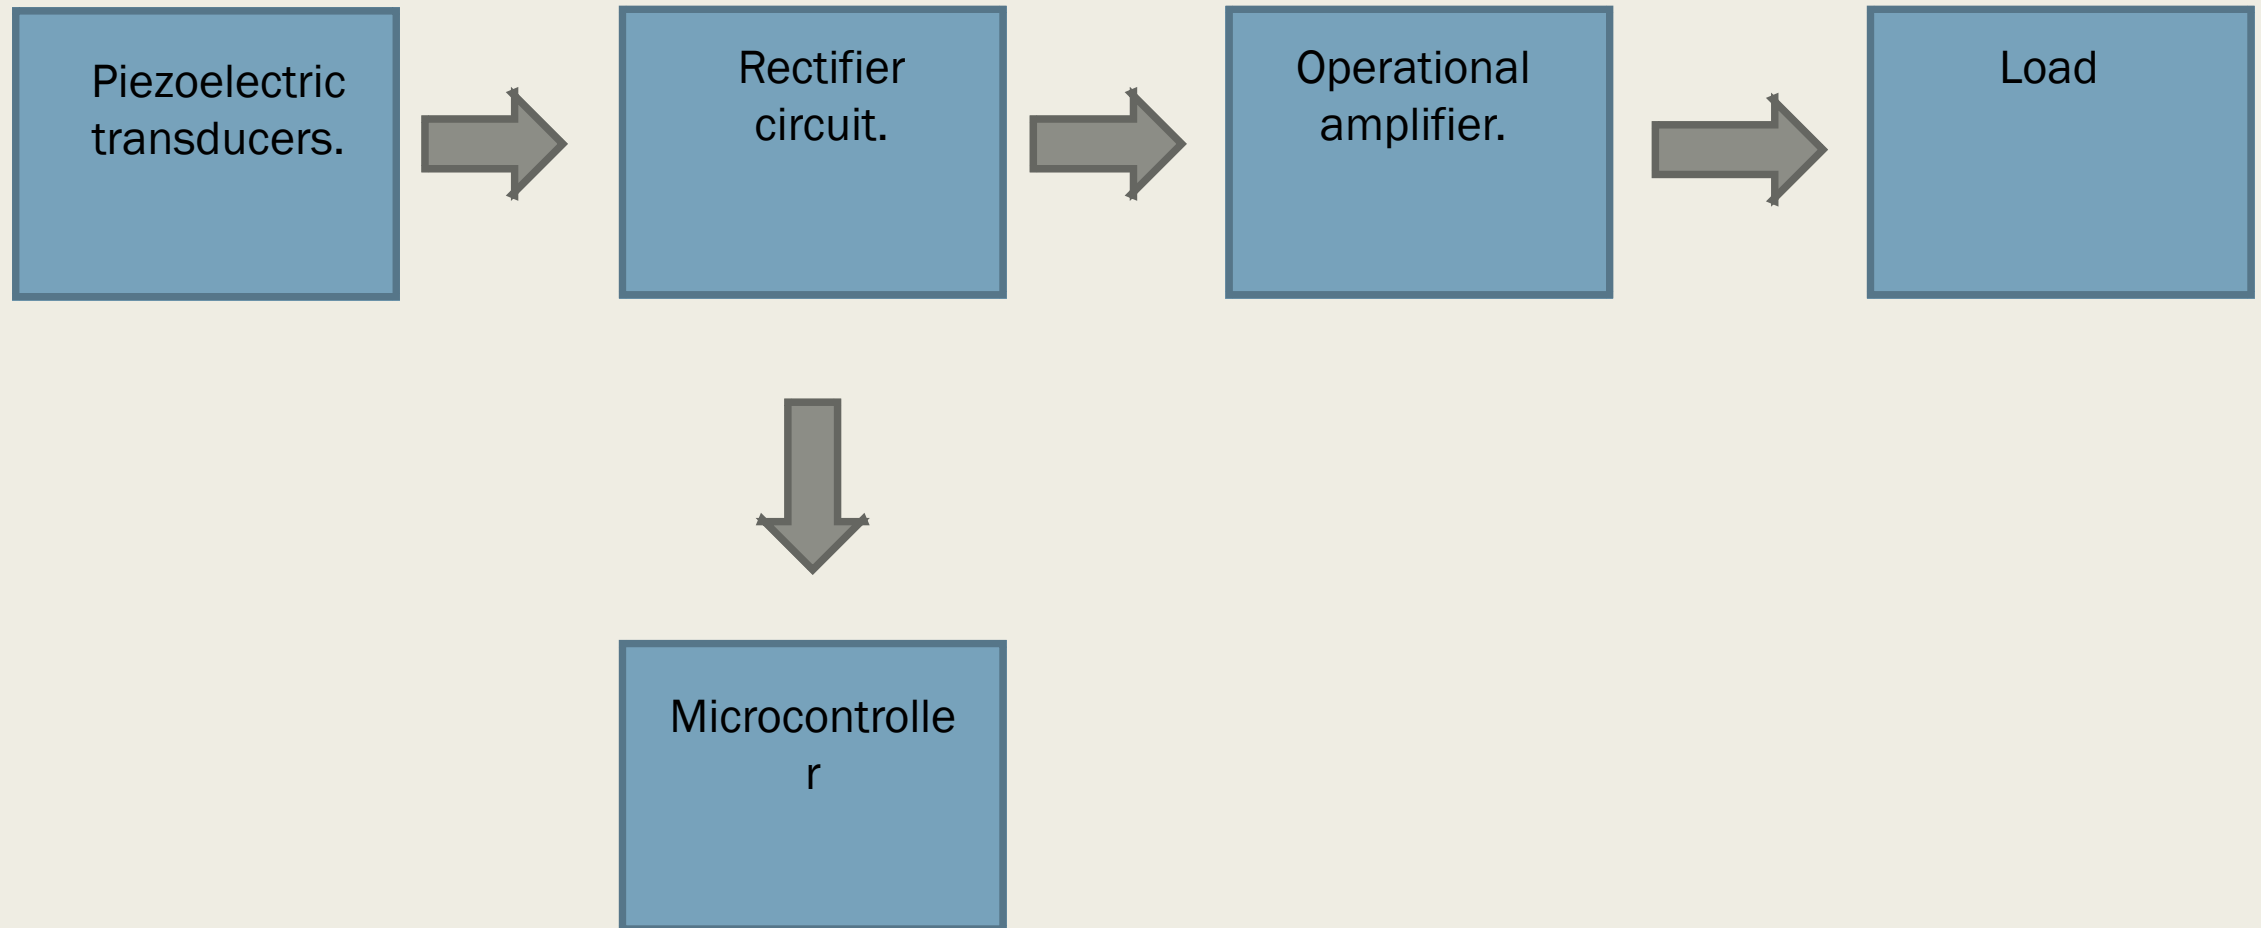 Piezoelectric
transducers.
Rectifier
circuit.
Operational
amplifier.
Load
Microcontrolle
r